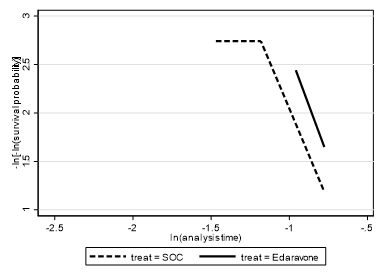 3
2.5
2
1.5
1
-ln[-ln(survival probability)]
-2.5 -2 -1.5 -1 -.5
ln(analysis time)
treat = SOC treat = Edaravone